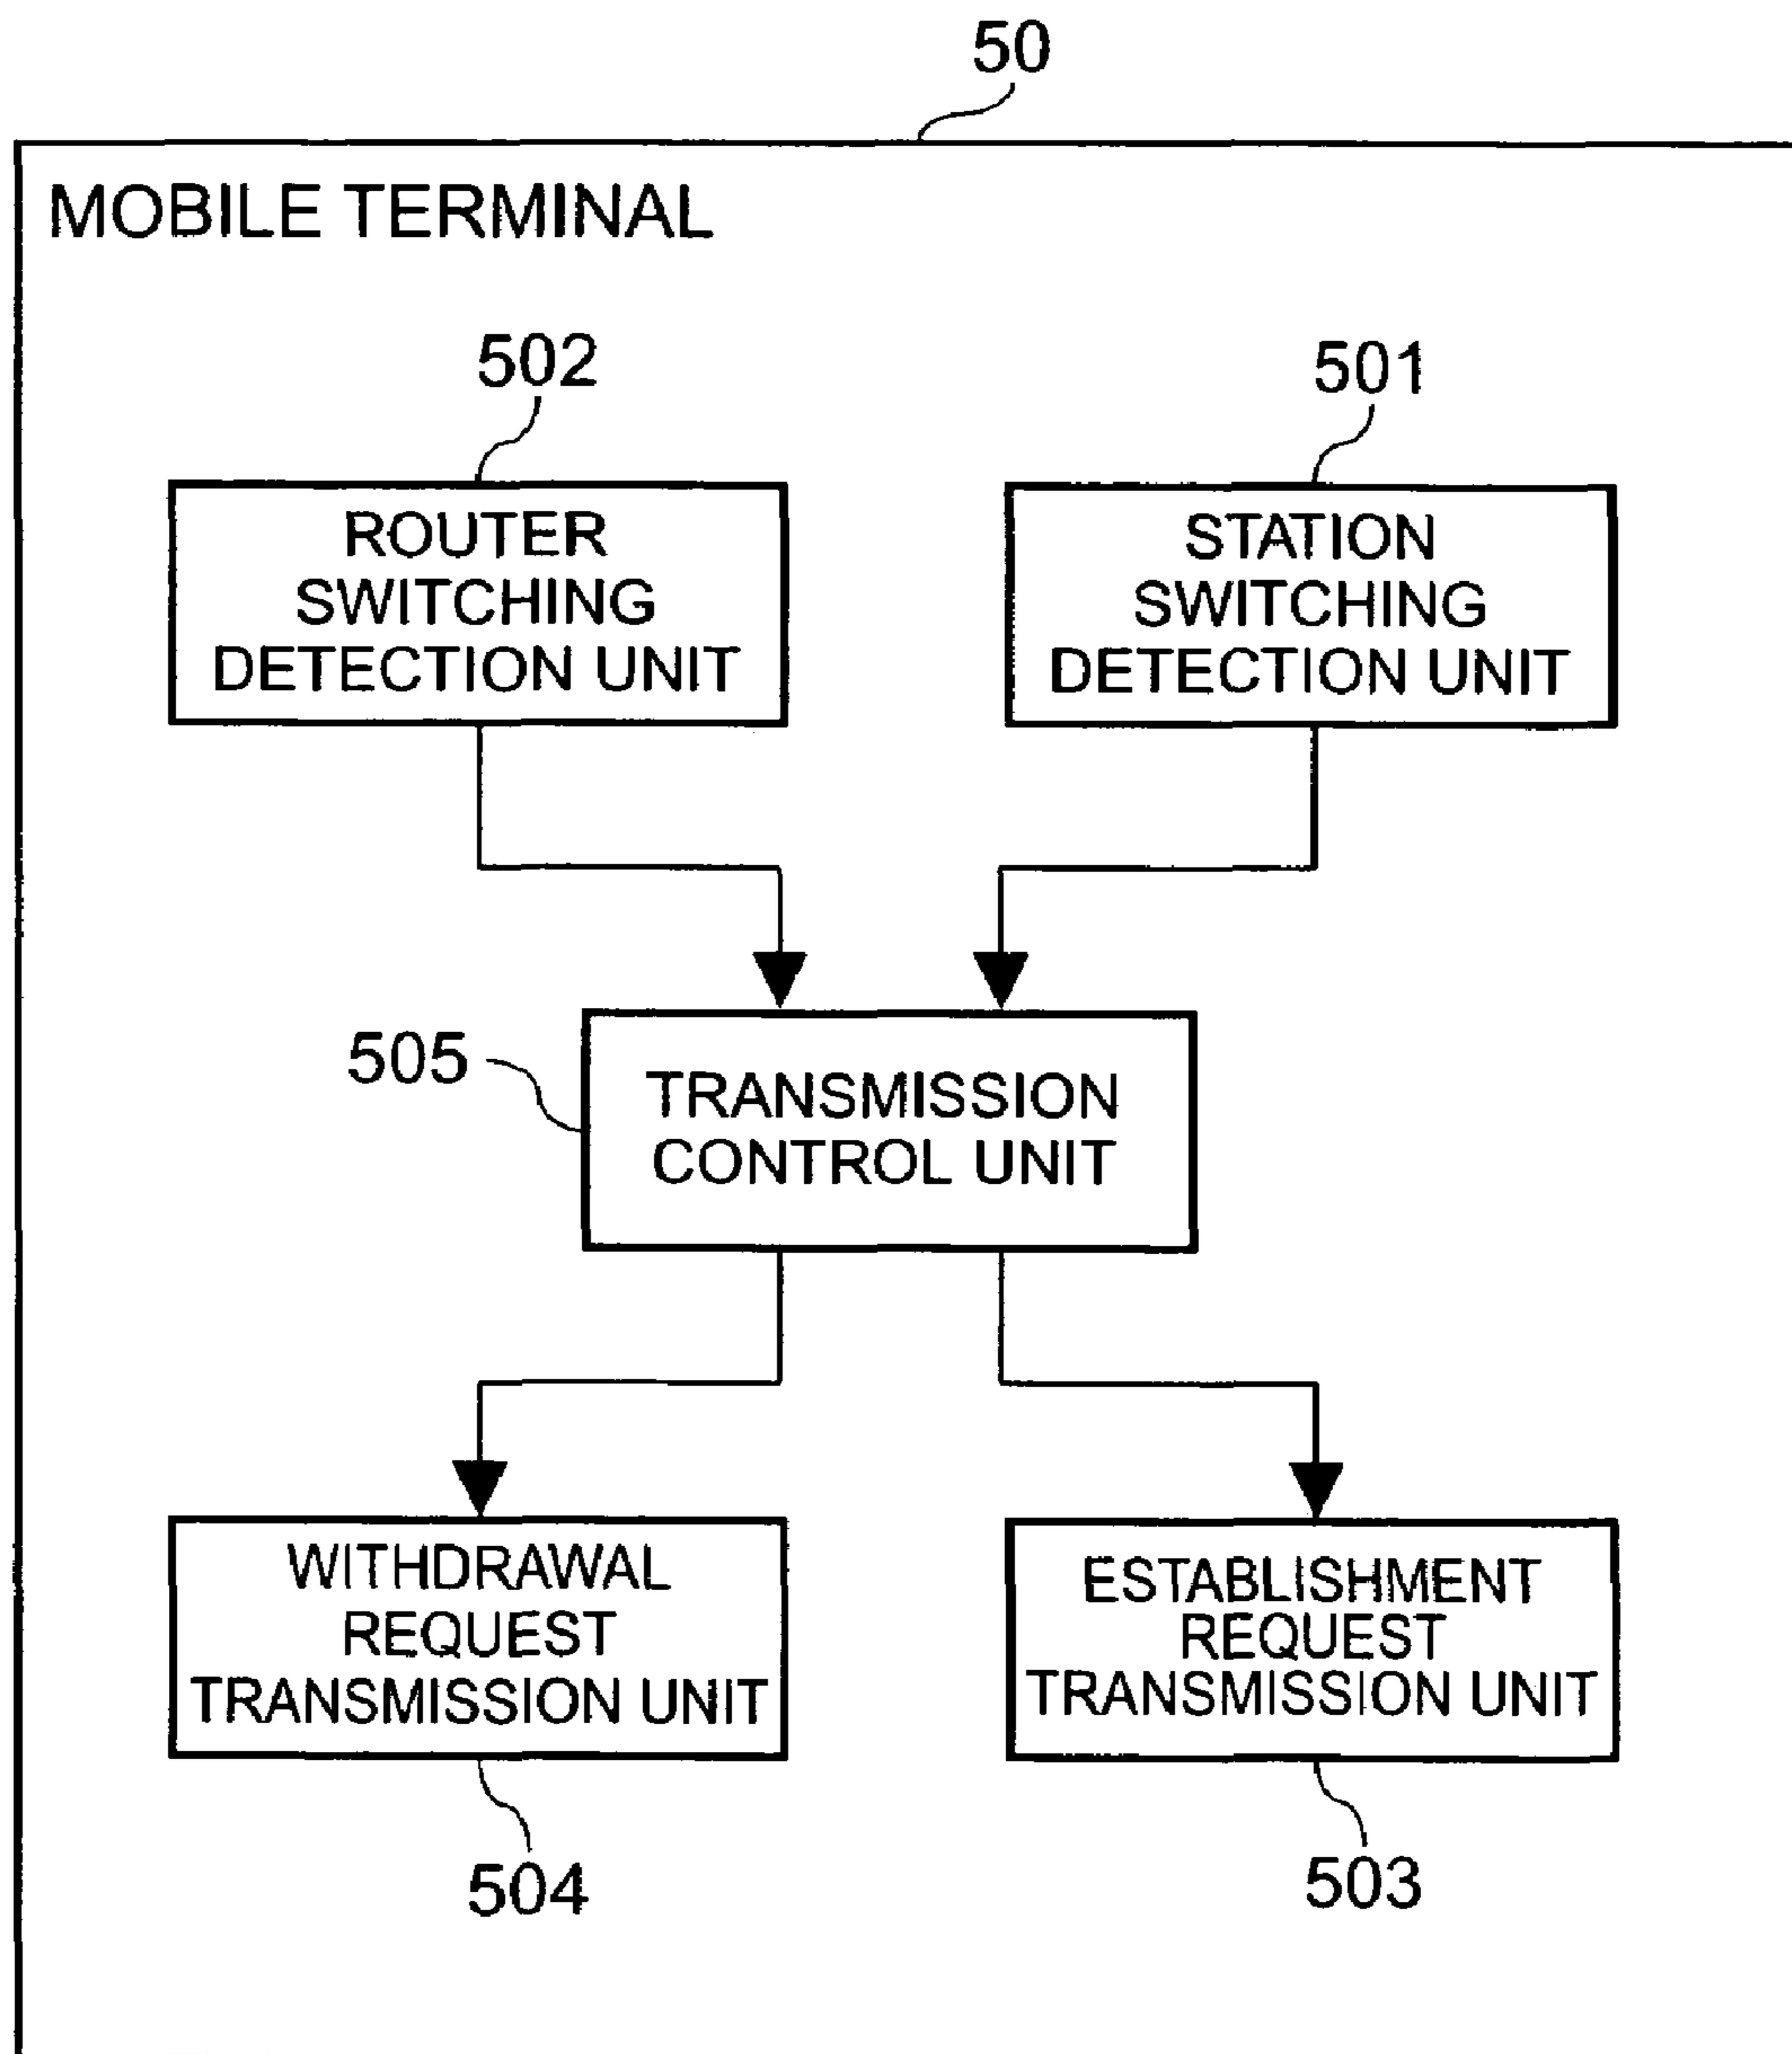 50
MOBILE TERMINAL
502
501
ROUTER
SWITCHING
DETECTION UNIT
STATION
SWITCHING
DETECTION UNIT
505
TRANSMISSION
CONTROL UNIT
WITHDRAWAL
REQUEST
TRANSMISSION UNIT
ESTABLISHMENT
REQUEST
TRANSMISSION UNIT
504
503